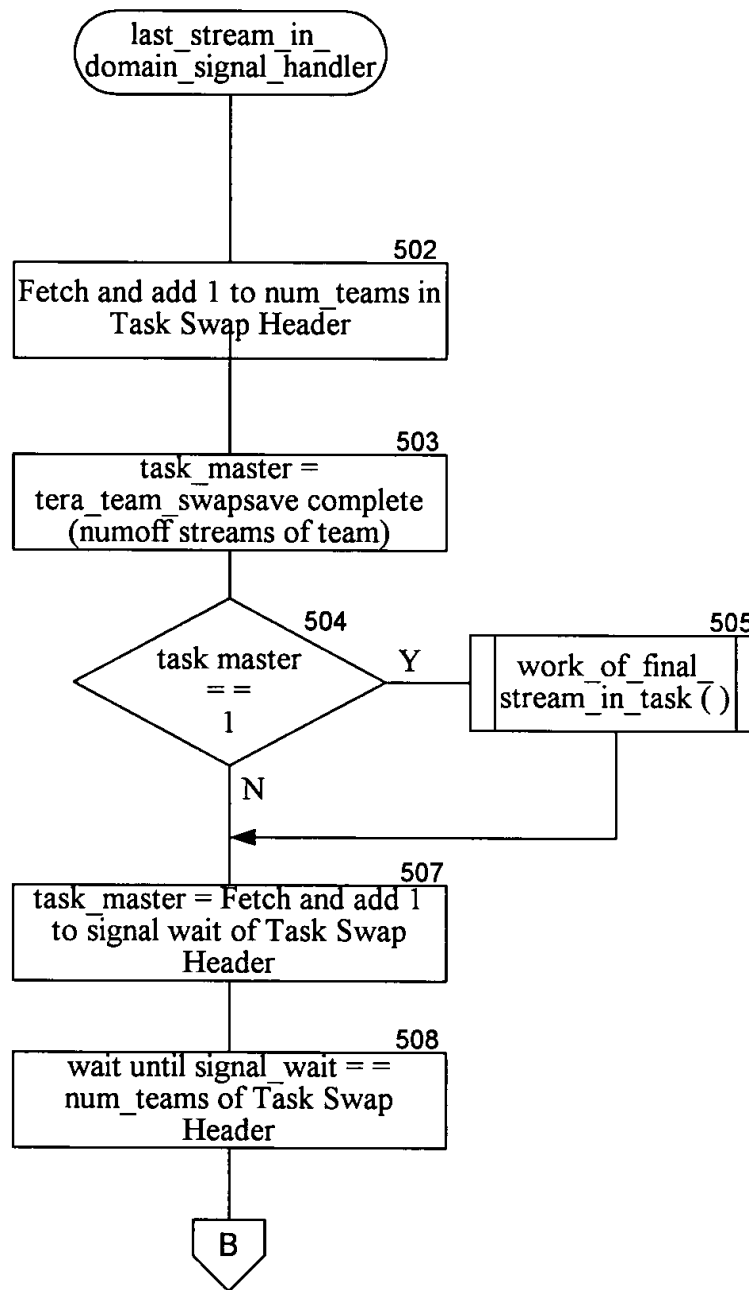 last_stream_in_
domain_signal_handler
502
Fetch and add 1 to num_teams in
Task Swap Header
503
task_master =
tera_team_swapsave complete
(numoff streams of team)
504
task master
= =
1
Y
N
505
work_of_final_
stream_in_task ( )
507
task_master = Fetch and add 1
to signal wait of Task Swap
Header
508
wait until signal_wait = =
num_teams of Task Swap
Header
B